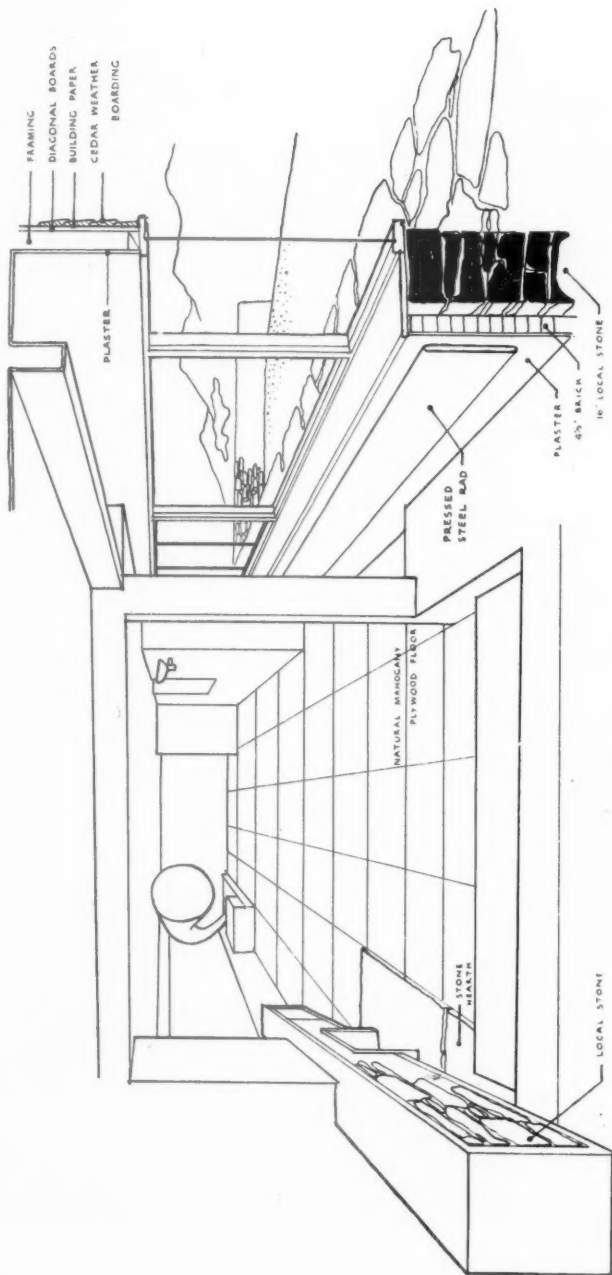 FRAMING
DIAGONAL BOARDS
BUILDING PAPER
CEDAR WEATHER
BOARDING
PLASTER
NATURAL MAHOGANY
PLYWOOD FLOOR
PRESSED
STEEL RAD
PLASTER
4½" BRICK
16" LOCAL STONE
STONE
HEARTH
LOCAL STONE